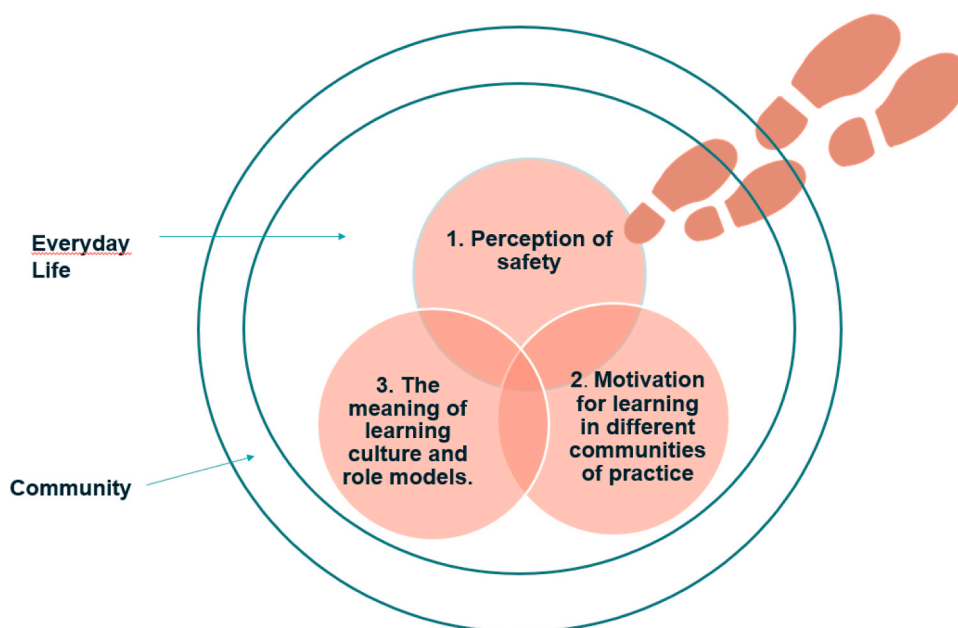 1. Perception of
safety
Everyday
Life
3. The
meaning of
learning
culture and
role models.
2. Motivation
for learning
in different
communities
of practice
Community